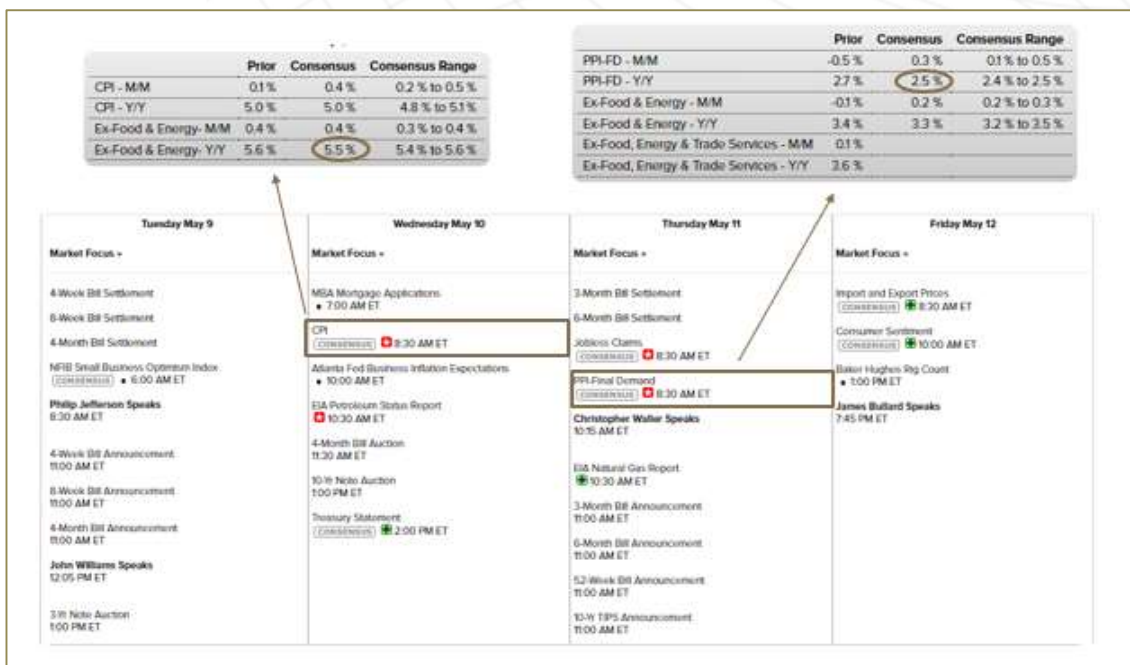 Prior Consensus Consensus Range
CPI - M/M 0.1 % 0.4 % 0.2 % to 0.5 %
CPI - Y/Y 5.0 % 5.0 % 4.8 % to 5.1 %
Ex-Food & Energy- M/M 0.4 % 0.4 % 0.3 % to 0.4 %
Ex-Food & Energy- Y/Y 5.6 % 5.5 % 5.4 % to 5.6 %
Prior Consensus Consensus Range
PPI-FD - M/M -0.5 % 0.3 % 0.1 % to 0.5 %
PPI-FD - Y/Y 2.7 % 2.5 % 2.4 % to 2.5 %
Ex-Food & Energy - M/M -0.1 % 0.2 % 0.2 % to 0.3 %
Ex-Food & Energy - Y/Y 3.4 % 3.3 % 3.2 % to 3.5 %
Ex-Food, Energy & Trade Services - M/M 0.1 %
Ex-Food, Energy & Trade Services - Y/Y 3.6 %
Tuesday May 9
Market Focus »
4-Week Bill Settlement
8-Week Bill Settlement
4-Month Bill Settlement
NFIB Small Business Optimism Index
CONSENSUS • 6:00 AM ET
Philip Jefferson Speaks
8:30 AM ET
4-Week Bill Announcement
11:00 AM ET
8-Week Bill Announcement
11:00 AM ET
4-Month Bill Announcement
11:00 AM ET
John Williams Speaks
12:05 PM ET
3-Yr Note Auction
1:00 PM ET
Wednesday May 10
Market Focus »
MBA Mortgage Applications
• 7:00 AM ET
CPI
CONSENSUS 8:30 AM ET
Atlanta Fed Business Inflation Expectations
• 10:00 AM ET
EIA Petroleum Status Report
10:30 AM ET
4-Month Bill Auction
11:30 AM ET
10-Yr Note Auction
1:00 PM ET
Treasury Statement
CONSENSUS 2:00 PM ET
Thursday May 11
Market Focus »
3-Month Bill Settlement
6-Month Bill Settlement
Jobless Claims
CONSENSUS 8:30 AM ET
PPI-Final Demand
CONSENSUS 8:30 AM ET
Christopher Waller Speaks
10:15 AM ET
EIA Natural Gas Report
10:30 AM ET
3-Month Bill Announcement
11:00 AM ET
6-Month Bill Announcement
11:00 AM ET
52-Week Bill Announcement
11:00 AM ET
10-Yr TIPS Announcement
11:00 AM ET
Friday May 12
Market Focus »
Import and Export Prices
CONSENSUS 8:30 AM ET
Consumer Sentiment
CONSENSUS 10:00 AM ET
Baker Hughes Rig Count
• 1:00 PM ET
James Bullard Speaks
7:45 PM ET